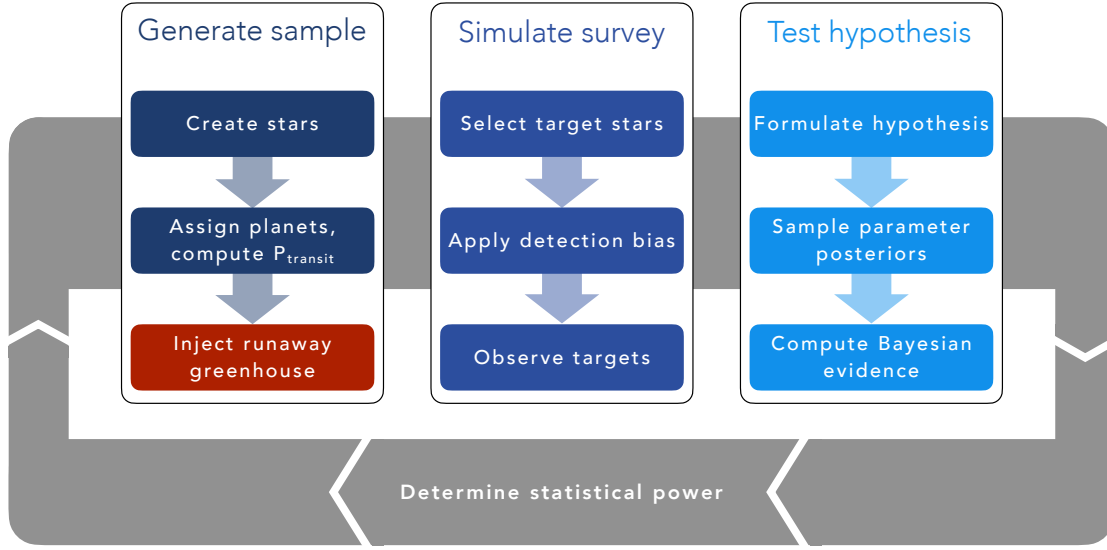 Generate sample
Create stars
Assign planets,
compute P_transit
Inject runaway
greenhouse
Simulate survey
Select target stars
Apply detection bias
Observe targets
Test hypothesis
Formulate hypothesis
Sample parameter
posteriors
Compute Bayesian
evidence
Determine statistical power